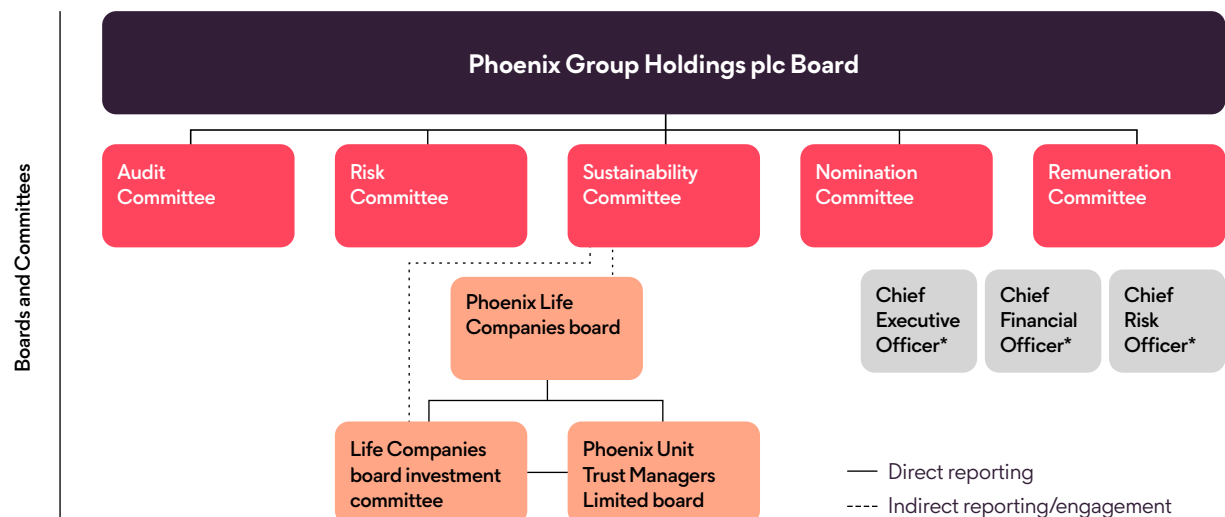 Boards and Committees
Phoenix Group Holdings plc Board
Audit
Committee
Risk
Committee
Sustainability
Committee
Nomination
Committee
Remuneration
Committee
Phoenix Life
Companies board
Chief
Executive
Officer*
Chief
Financial
Officer*
Chief
Risk
Officer*
Life Companies
board investment
committee
Phoenix Unit
Trust Managers
Limited board
Direct reporting
Indirect reporting/engagement